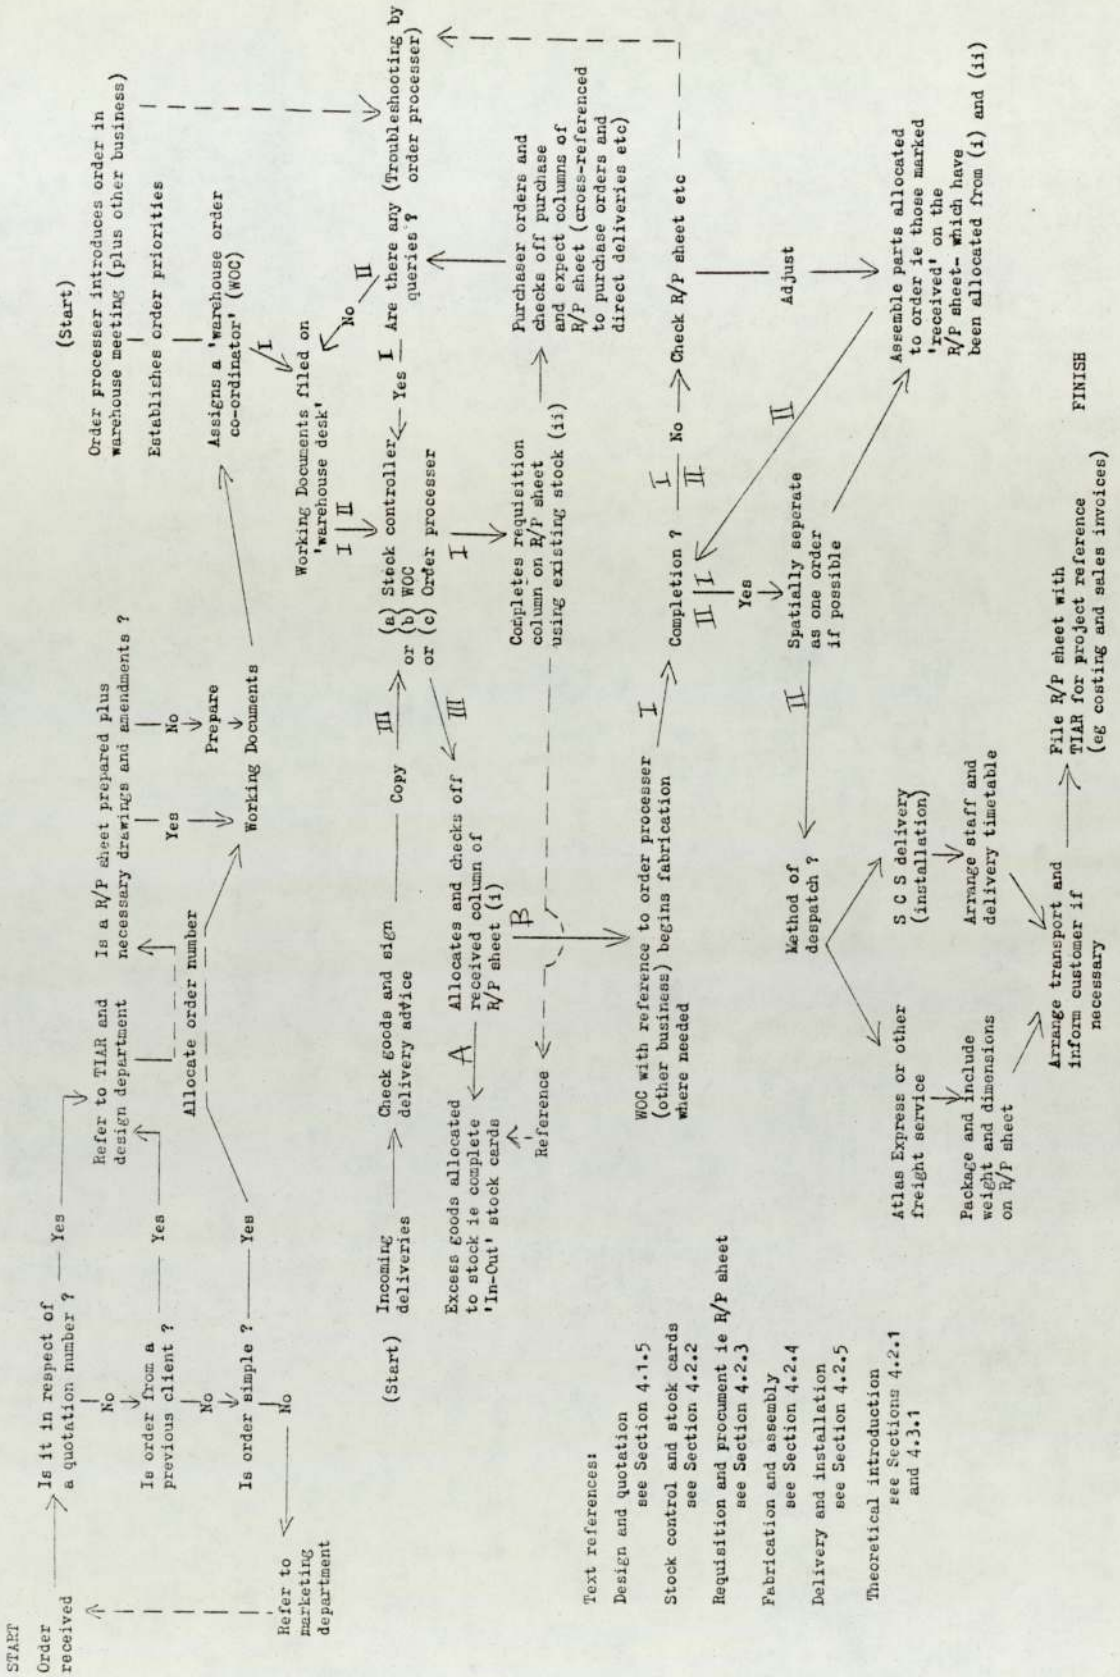 START
Order
received
Is it in respect of
a quotation number ? — Yes
No
Is order from a
previous client ? — Yes
No
Is order simple ? — Yes
No
Refer to
marketing
department
Refer to TIAR and
design department
Allocate order number
Is a R/P sheet prepared plus
necessary drawings and amendments ?
Yes
No
Prepare
Working Documents
(Start)
Order processer introduces order in
warehouse meeting (plus other business)
Establishes order priorities
Assigns a 'warehouse order
co-ordinator' (WOC)
I
Working Documents filed on
'warehouse desk'
I II
No
II
(Start)
Incoming
deliveries
Check goods and sign
delivery advice
Copy
III
(a) Stock controller
or (b) WOC
or (c) Order processer
Yes
I
Are there any
queries ?
(Troubleshooting by
order processer)
III
I
Excess goods allocated
to stock ie complete
'In-Out' stock cards
A
Allocates and checks off
received column of
R/P sheet (i)
B
Reference
Completes requisition
column on R/P sheet
using existing stock (ii)
Purchaser orders and
checks off purchase
and expect columns of
R/P sheet (cross-referenced
to purchase orders and
direct deliveries etc)
WOC with reference to order processer
(other business) begins fabrication
where needed
I
Completion ?
I
II
No
Check R/P sheet etc
II I
Yes
Adjust
II
Spatially seperate
as one order
if possible
Assemble parts allocated
to order ie those marked
'received' on the
R/P sheet- which have
been allocated from (i) and (ii)
II
Method of
despatch ?
Atlas Express or other
freight service
S C S delivery
(installation)
Package and include
weight and dimensions
on R/P sheet
Arrange staff and
delivery timetable
Arrange transport and
inform customer if
necessary
File R/P sheet with
TIAR for project reference
(eg costing and sales invoices)
FINISH
Text references:
Design and quotation
see Section 4.1.5
Stock control and stock cards
see Section 4.2.2
Requisition and procument ie R/P sheet
see Section 4.2.3
Fabrication and assembly
see Section 4.2.4
Delivery and installation
see Section 4.2.5
Theoretical introduction
see Sections 4.2.1
and 4.3.1